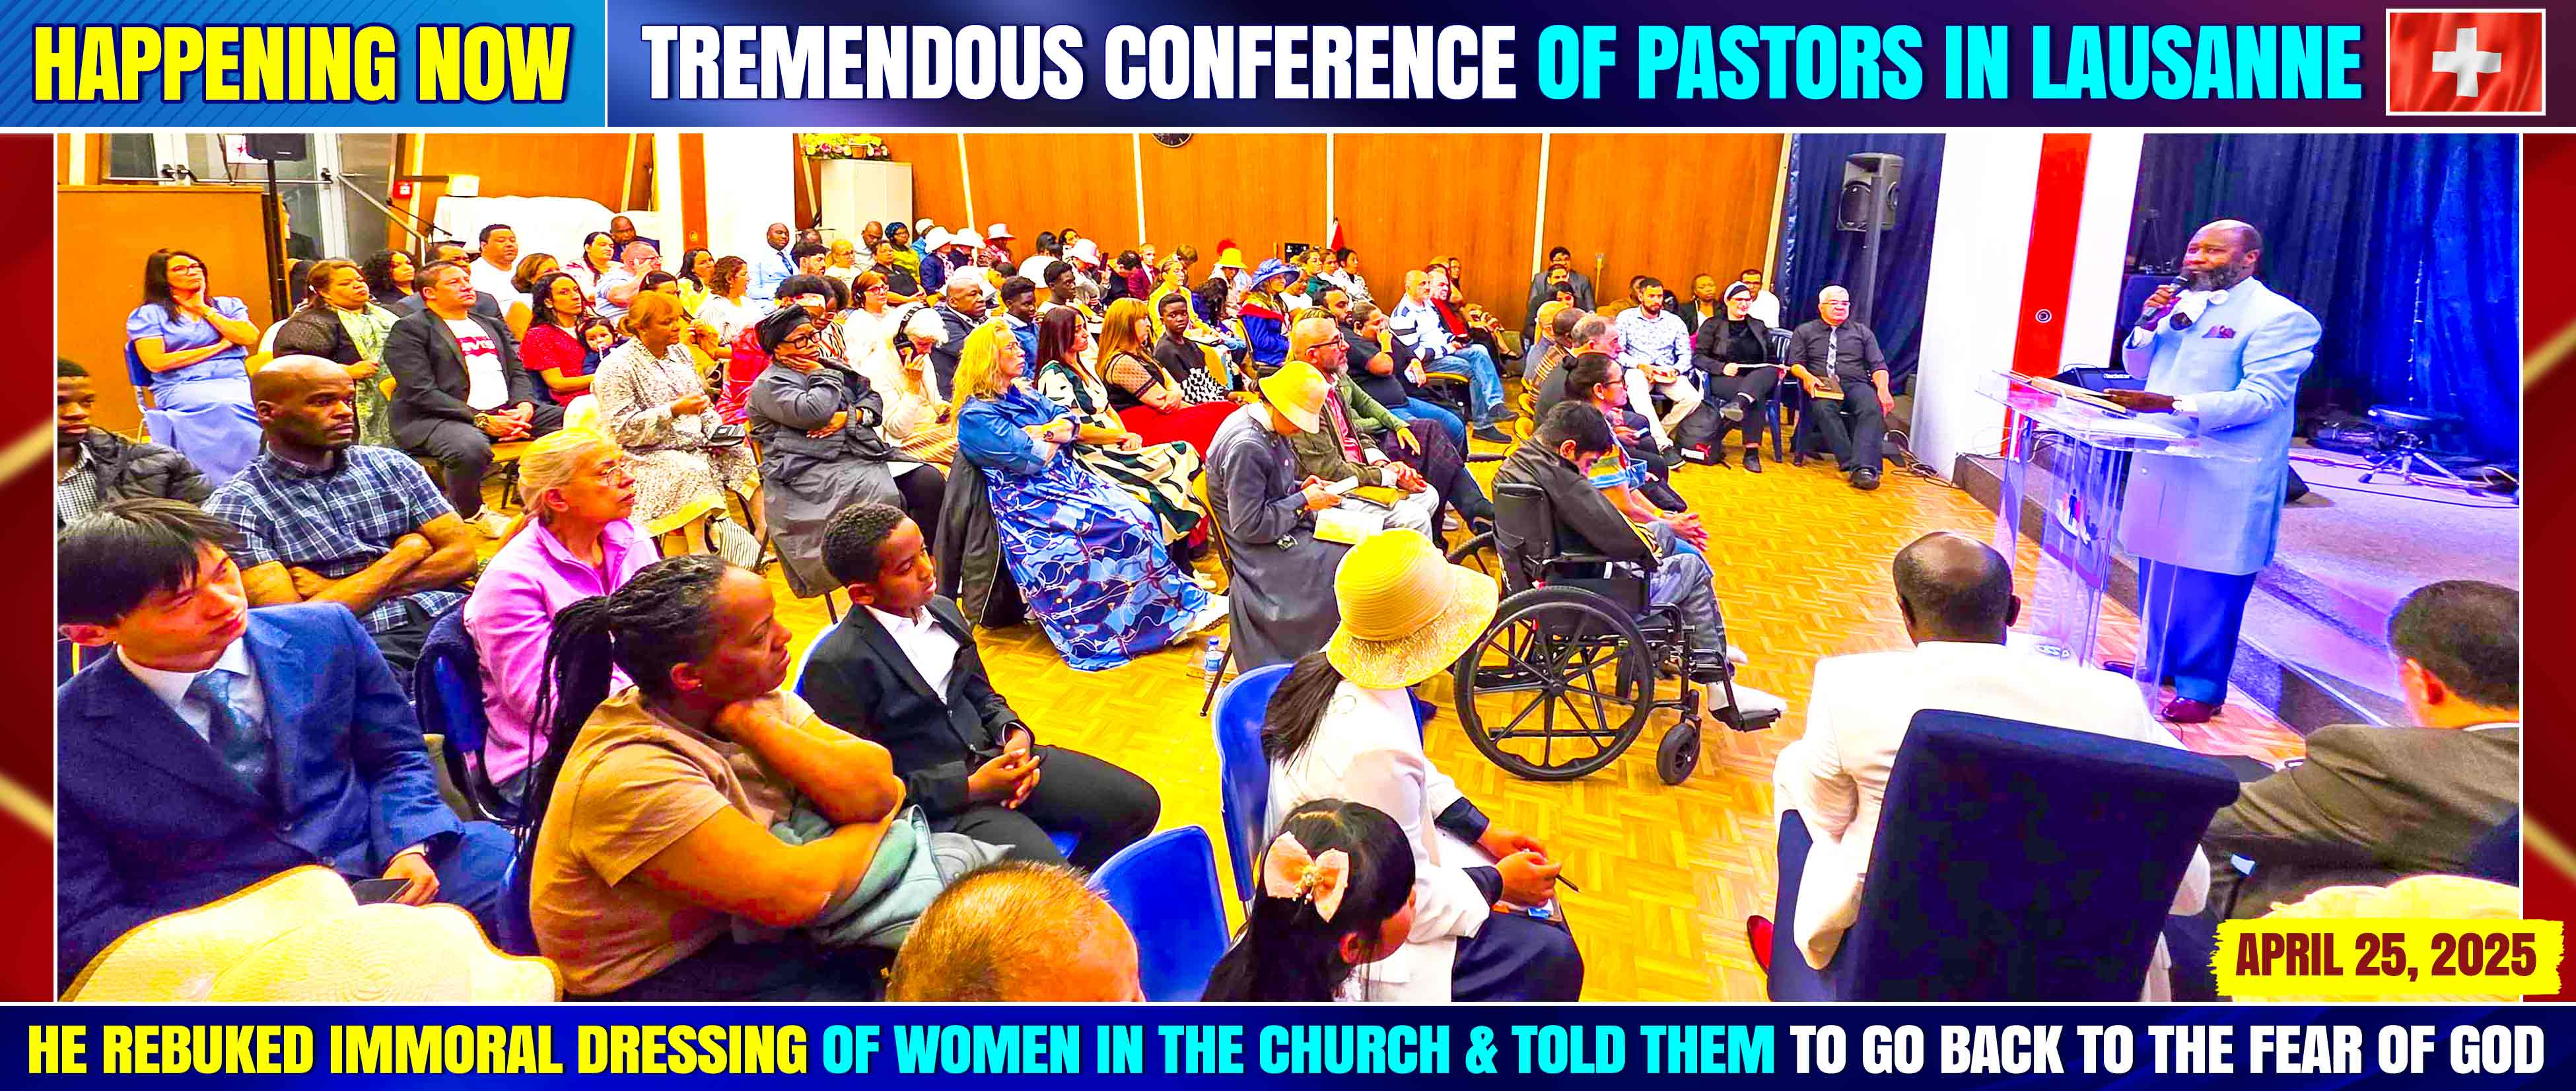 HAPPENING NOW
TREMENDOUS CONFERENCE OF PASTORS IN LAUSANNE
APRIL 25, 2025
HE REBUKED IMMORAL DRESSING OF WOMEN IN THE CHURCH & TOLD THEM TO GO BACK TO THE FEAR OF GOD